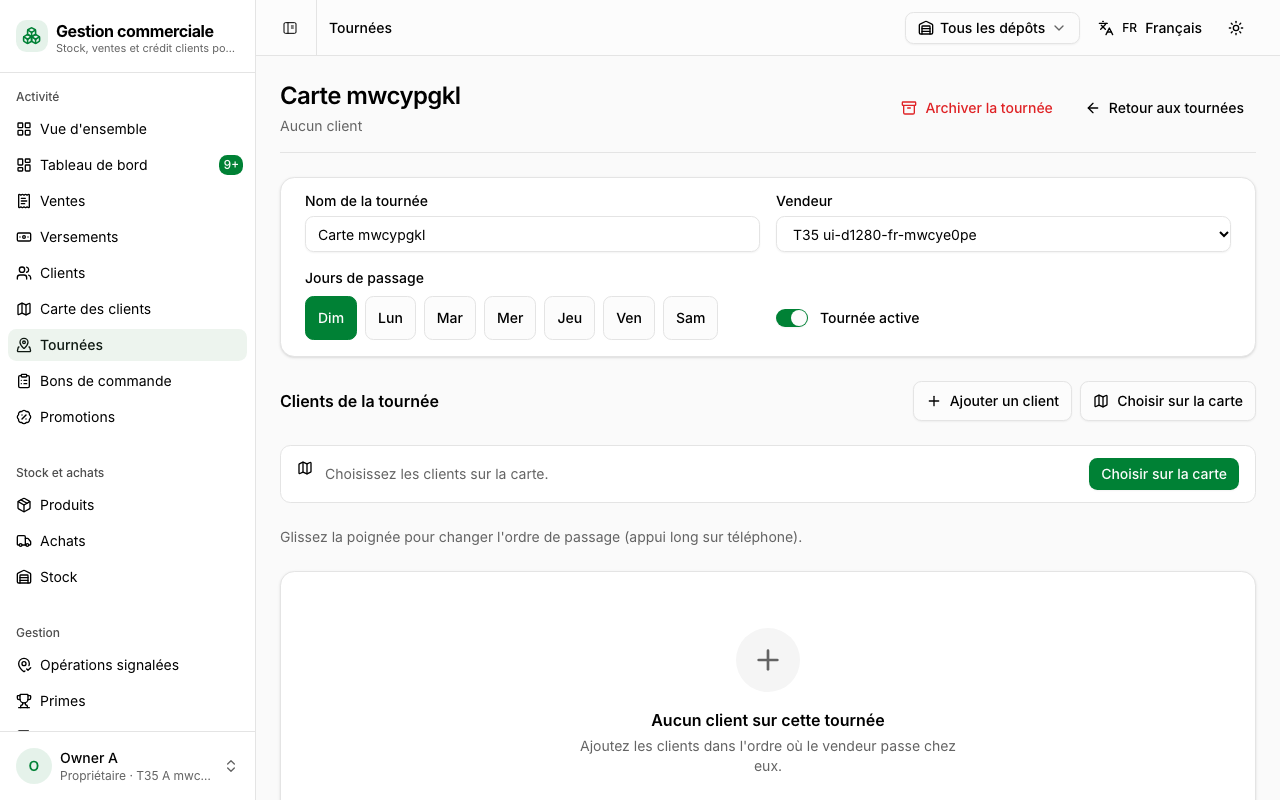 Gestion commerciale
Stock, ventes et crédit clients po...
Tournées
Tous les dépôts
FR Français
Activité
Vue d'ensemble
Tableau de bord 9+
Ventes
Versements
Clients
Carte des clients
Tournées
Bons de commande
Promotions
Stock et achats
Produits
Achats
Stock
Gestion
Opérations signalées
Primes
O
Owner A
Propriétaire · T35 A mwc...
Carte mwcypgkl
Aucun client
Archiver la tournée
Retour aux tournées
Nom de la tournée
Carte mwcypgkl
Vendeur
T35 ui-d1280-fr-mwcye0pe
Jours de passage
Dim Lun Mar Mer Jeu Ven Sam
Tournée active
Clients de la tournée
Ajouter un client
Choisir sur la carte
Choisissez les clients sur la carte.
Choisir sur la carte
Glissez la poignée pour changer l'ordre de passage (appui long sur téléphone).
Aucun client sur cette tournée
Ajoutez les clients dans l'ordre où le vendeur passe chez
eux.